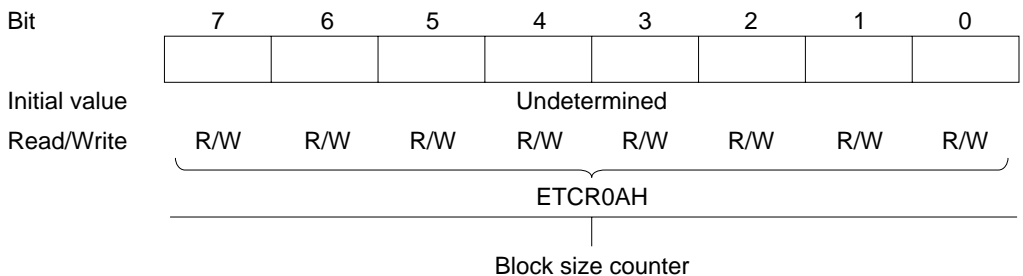 Bit 7 6 5 4 3 2 1 0
Initial value Undetermined
Read/Write R/W R/W R/W R/W R/W R/W R/W R/W
ETCR0AH
Block size counter